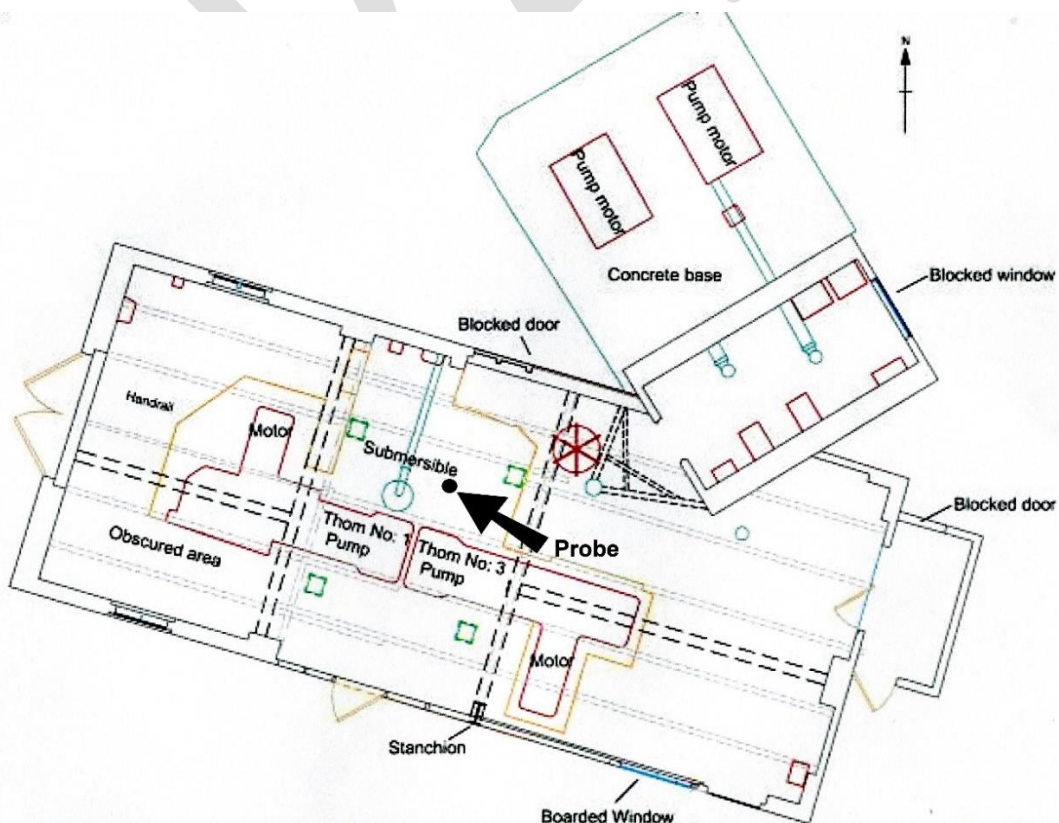 N
Pump motor
Pump motor
Concrete base
Blocked window
Blocked door
Handrail
Motor
Submersible
Blocked door
Thom No: 1
Pump
Thom No: 3
Pump
Probe
Obscured area
Motor
Stanchion
Boarded Window